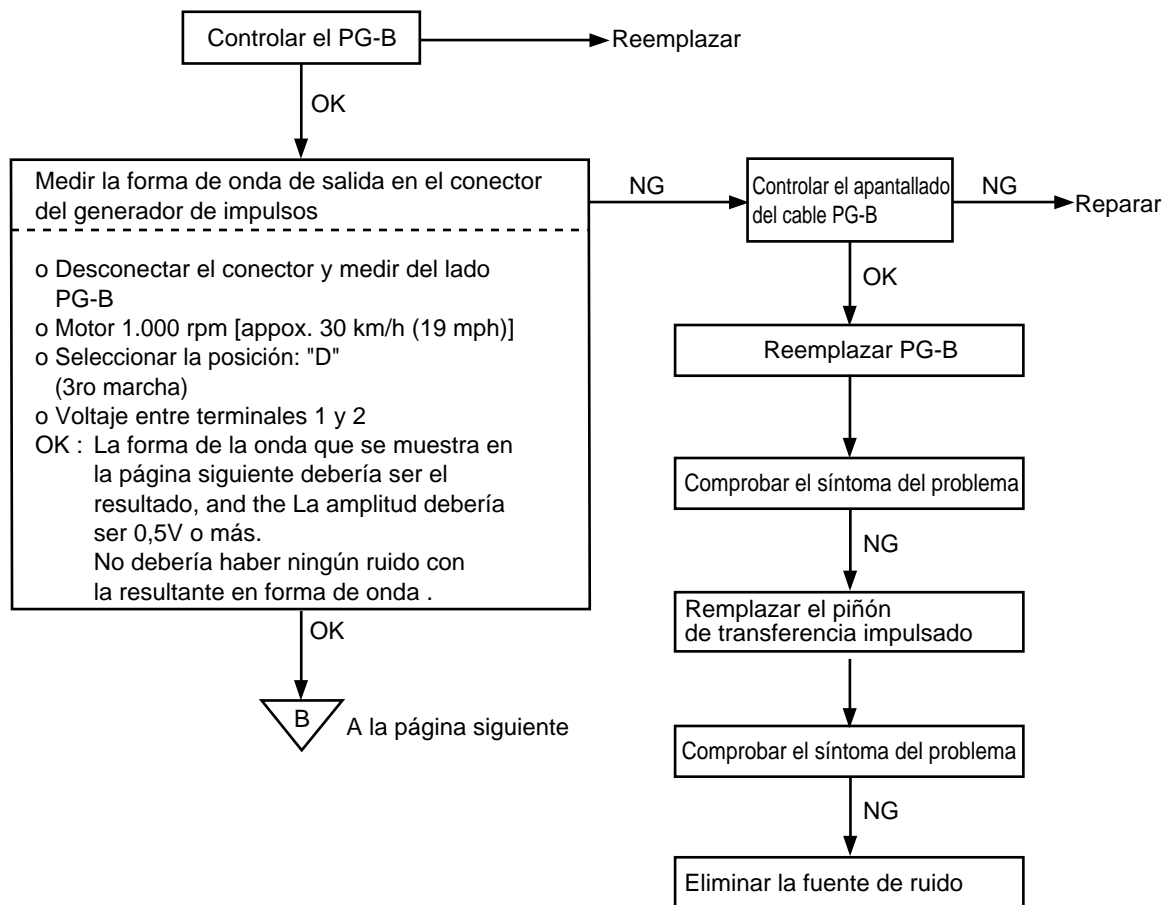 Controlar el PG-B
Reemplazar
OK
Medir la forma de onda de salida en el conector
del generador de impulsos
o Desconectar el conector y medir del lado
PG-B
o Motor 1.000 rpm [appox. 30 km/h (19 mph)]
o Seleccionar la posición: "D"
(3ro marcha)
o Voltaje entre terminales 1 y 2
OK : La forma de la onda que se muestra en
la página siguiente debería ser el
resultado, and the La amplitud debería
ser 0,5V o más.
No debería haber ningún ruido con
la resultante en forma de onda .
OK
B
A la página siguiente
NG
Controlar el apantallado
del cable PG-B
NG
Reparar
OK
Reemplazar PG-B
Comprobar el síntoma del problema
NG
Remplazar el piñón
de transferencia impulsado
Comprobar el síntoma del problema
NG
Eliminar la fuente de ruido